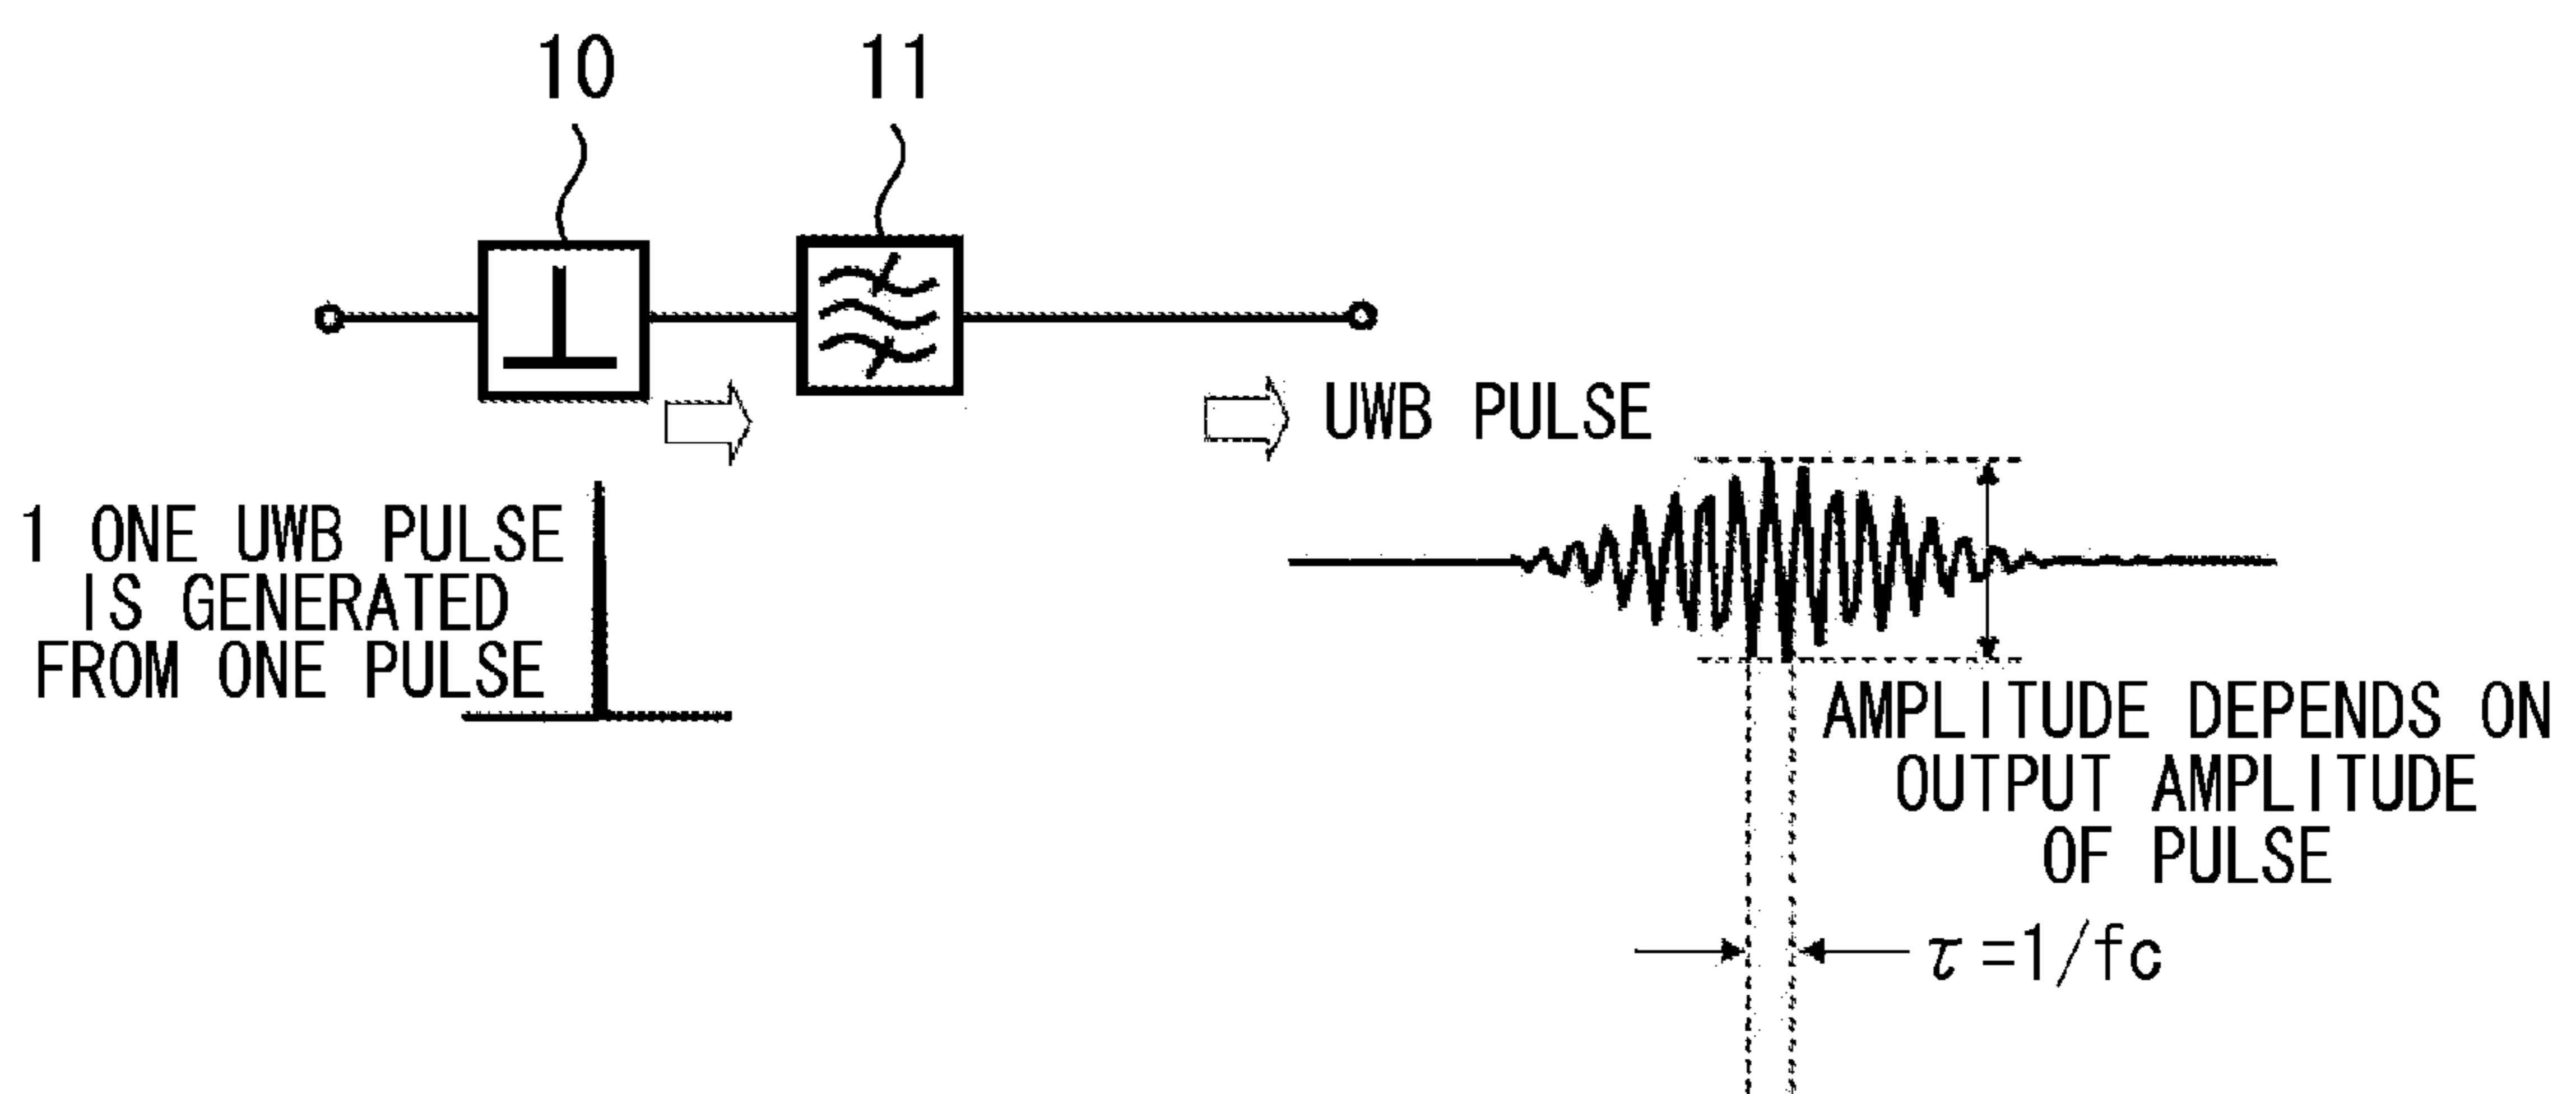 10
11
UWB PULSE
1 ONE UWB PULSE
IS GENERATED
FROM ONE PULSE
AMPLITUDE DEPENDS ON
OUTPUT AMPLITUDE
OF PULSE
τ=1/fc